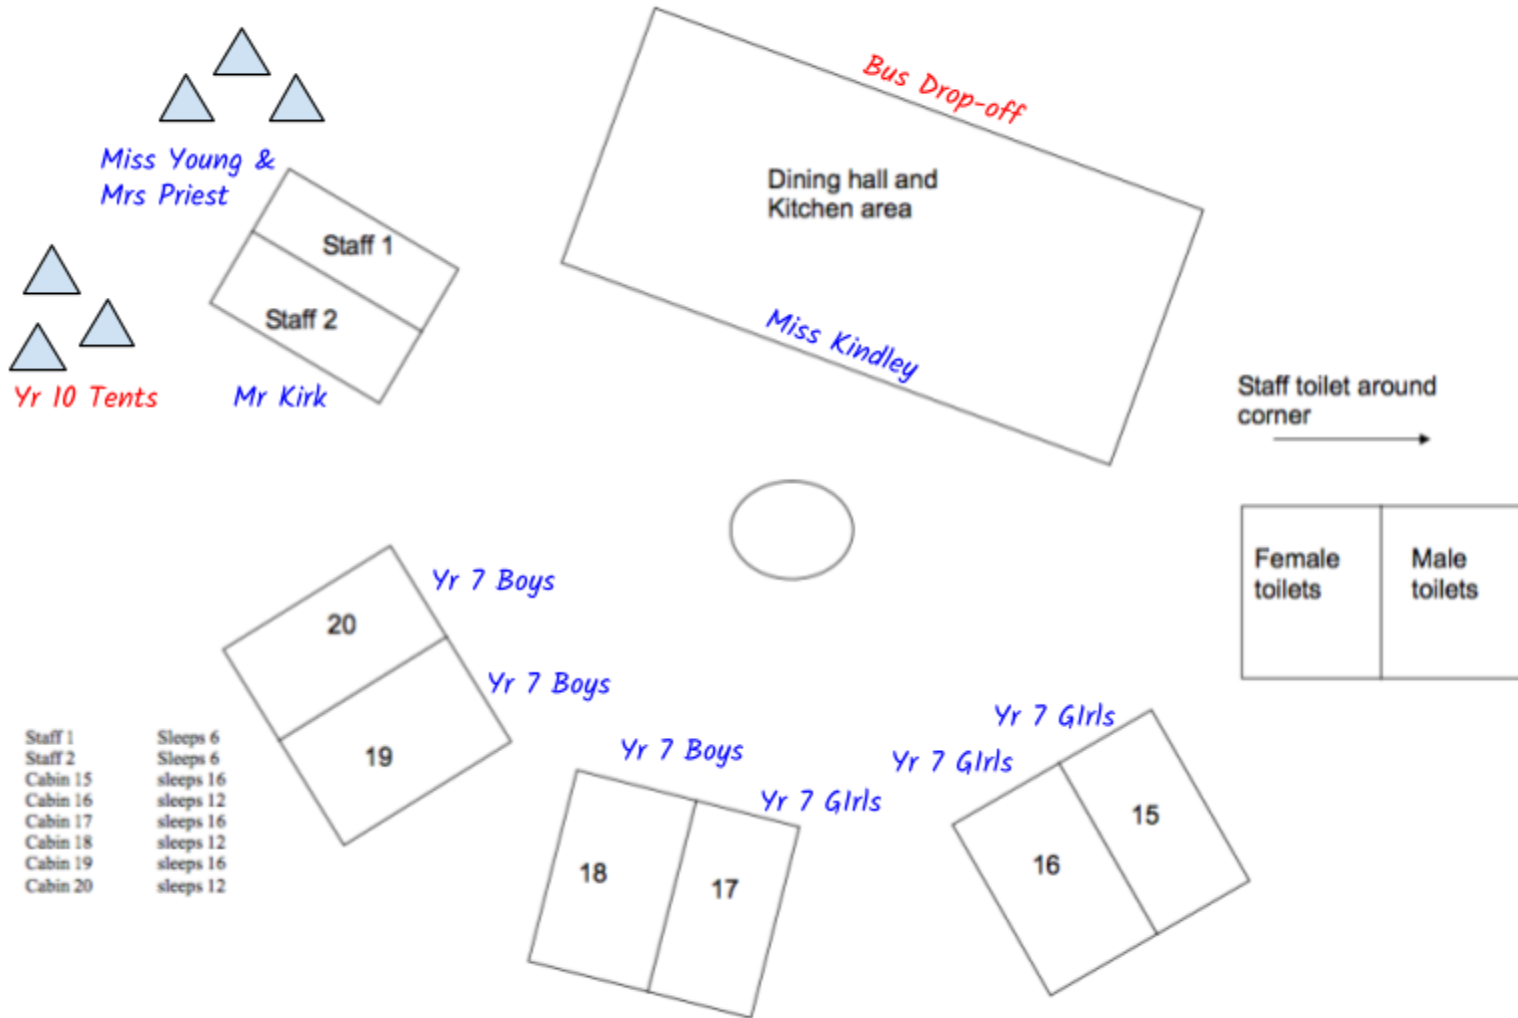 Bus Drop-off
Dining hall and
Kitchen area
Miss Young &
Mrs Priest
Staff 1
Staff 2
Miss Kindley
Yr 10 Tents
Mr Kirk
Staff toilet around
corner
Female
toilets
Male
toilets
Yr 7 Boys
20
Yr 7 Boys
19
Yr 7 Boys
Yr 7 GIrls
18
17
Yr 7 GIrls
Yr 7 GIrls
15
16
Staff 1 Sleeps 6
Staff 2 Sleeps 6
Cabin 15 sleeps 16
Cabin 16 sleeps 12
Cabin 17 sleeps 16
Cabin 18 sleeps 12
Cabin 19 sleeps 16
Cabin 20 sleeps 12